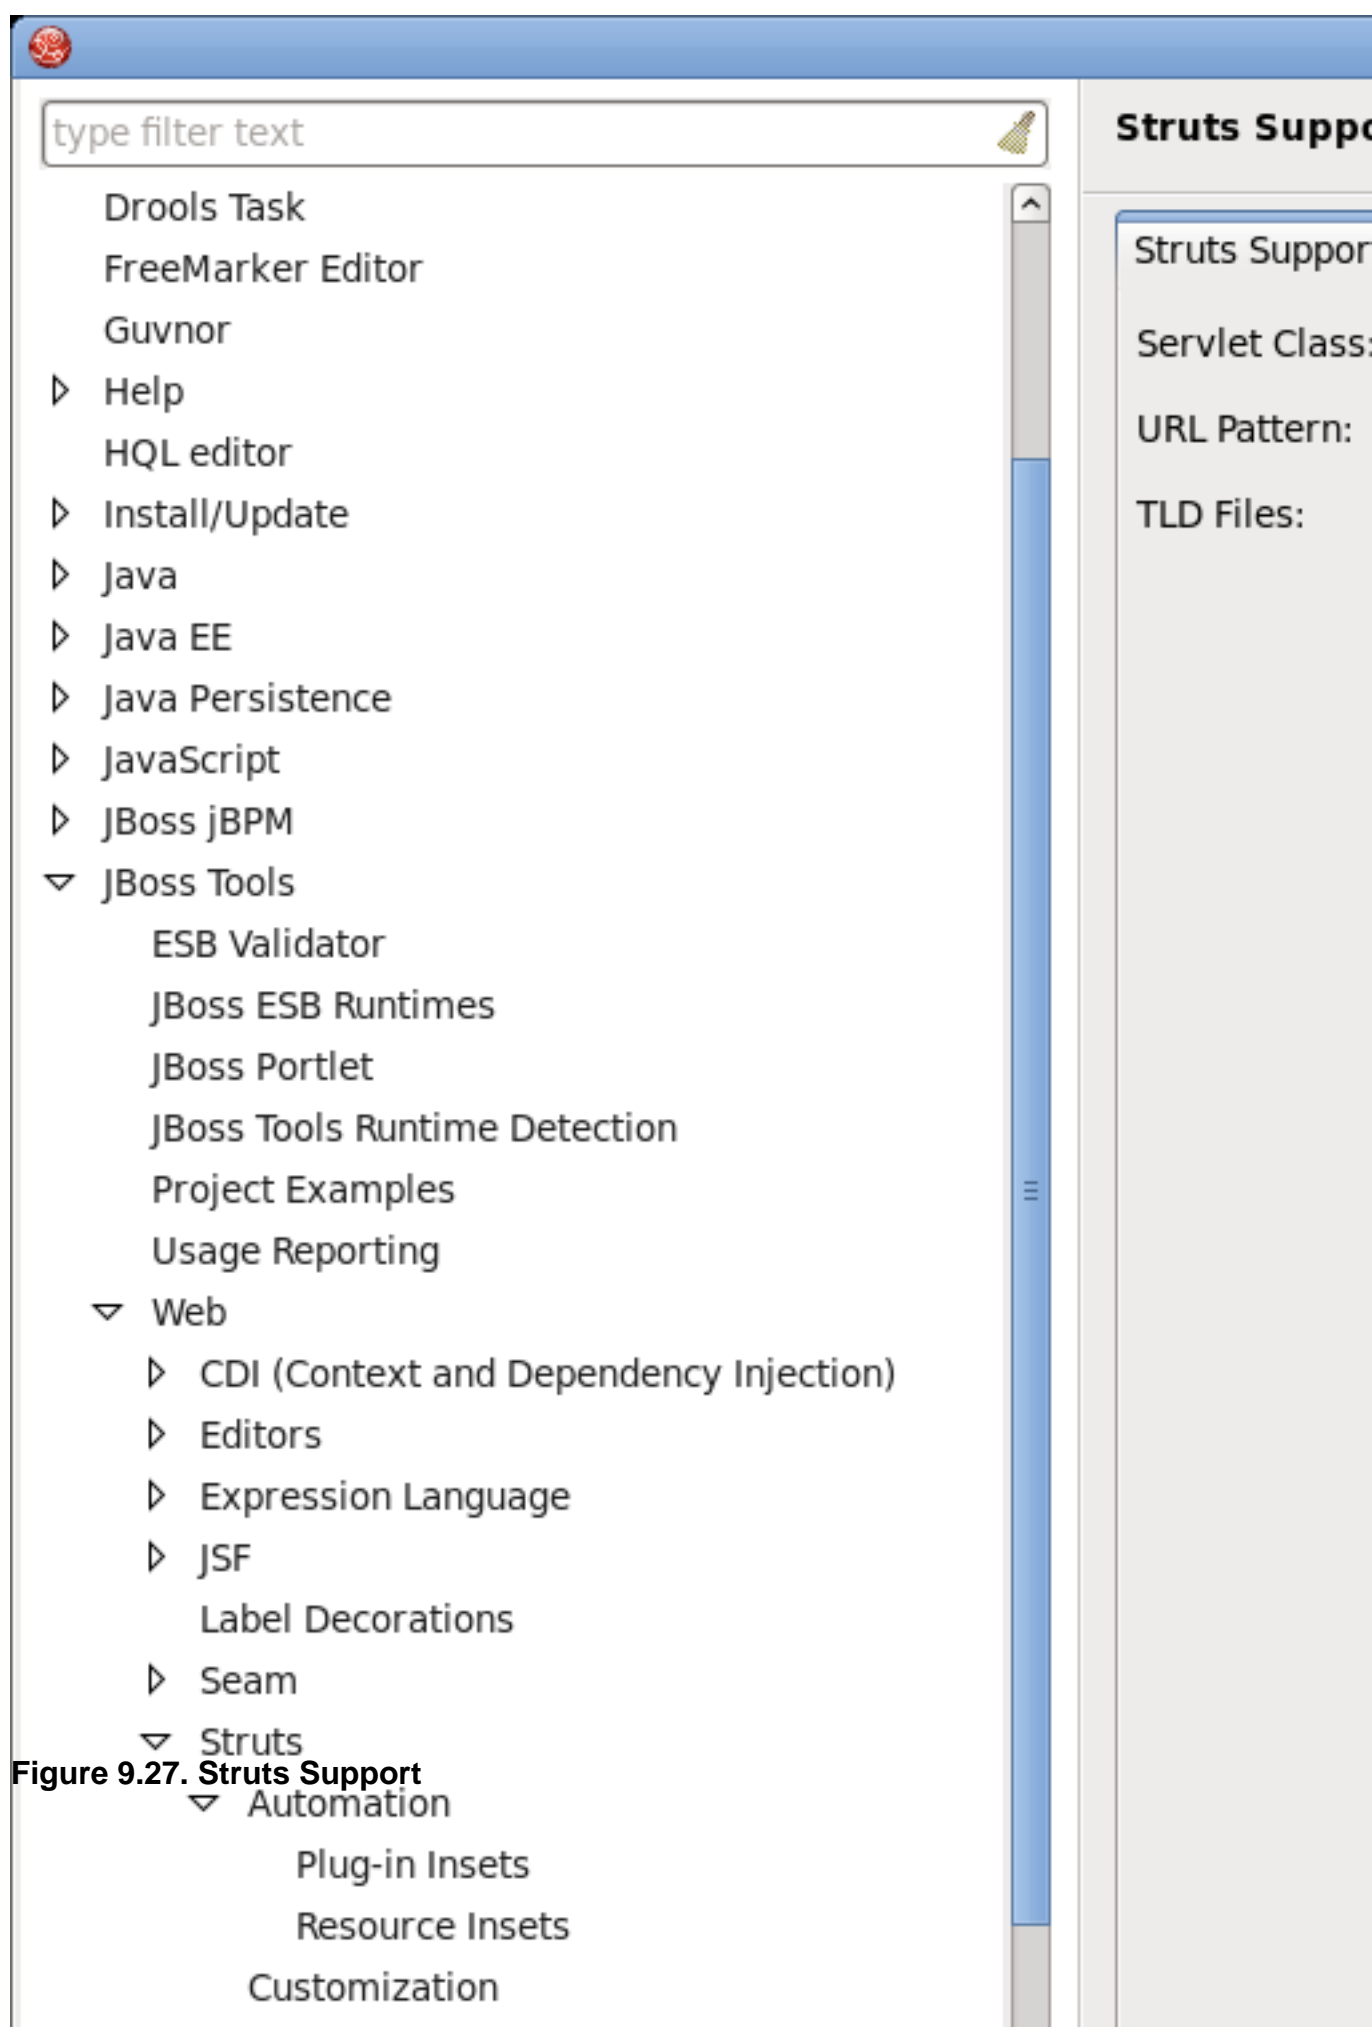 type filter text
Drools Task
FreeMarker Editor
Guvnor
Help
HQL editor
Install/Update
Java
Java EE
Java Persistence
JavaScript
JBoss jBPM
JBoss Tools
ESB Validator
JBoss ESB Runtimes
JBoss Portlet
JBoss Tools Runtime Detection
Project Examples
Usage Reporting
Web
CDI (Context and Dependency Injection)
Editors
Expression Language
JSF
Label Decorations
Seam
Struts
Figure 9.27. Struts Support
Automation
Plug-in Insets
Resource Insets
Customization
Struts
Struts
Servlet Class:
URL Pattern:
TLD Files: